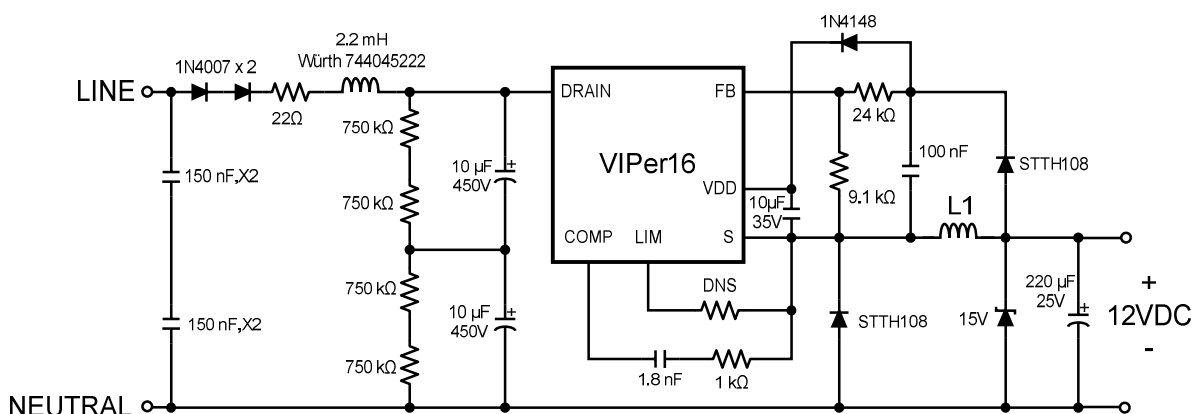 1N4148
2.2 mH
Würth 744045222
1N4007 x 2
LINE
22Ω
DRAIN
FB
24 kΩ
750 kΩ
10 µF
450V
+
VIPer16
100 nF
STTH108
150 nF,X2
750 kΩ
VDD
10µF
35V
9.1 kΩ
L1
COMP
LIM
S
750 kΩ
DNS
220 µF
25V
+
+
12VDC
-
150 nF,X2
10 µF
450V
+
STTH108
15V
750 kΩ
1.8 nF
1 kΩ
NEUTRAL